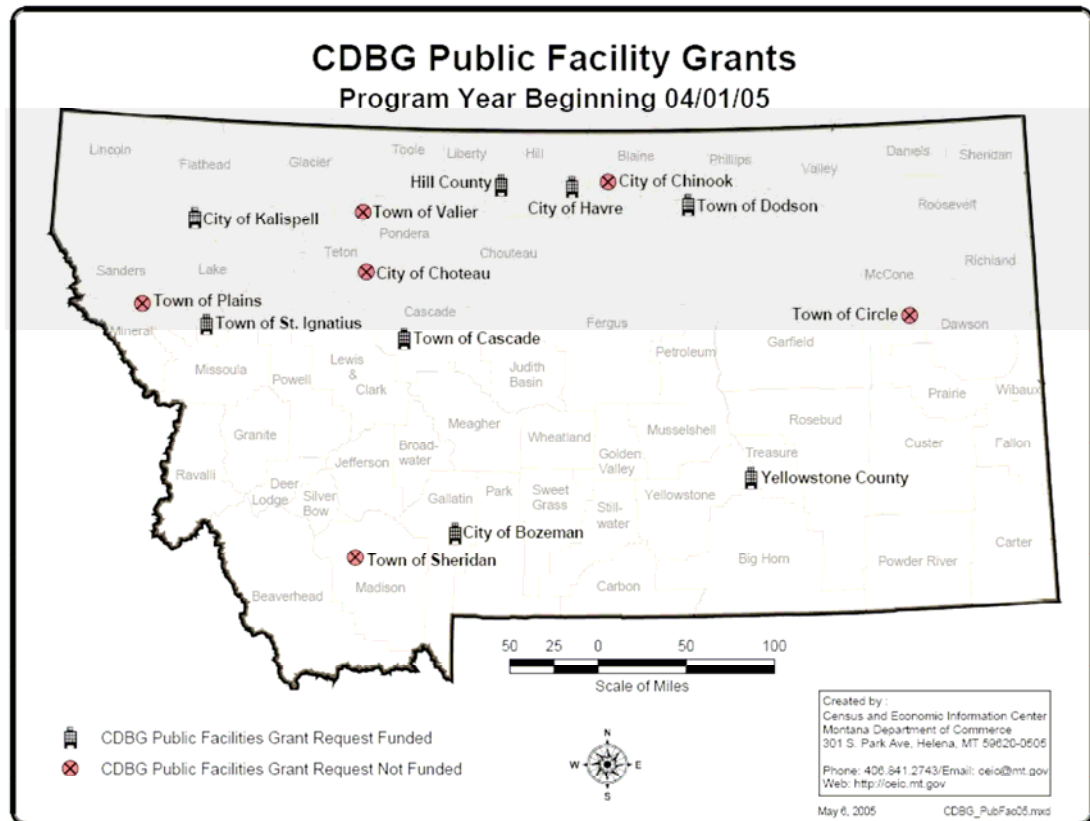 CDBG Public Facility Grants
Program Year Beginning 04/01/05
Lincoln
Flathead
Glacier
Toole
Liberty
Hill
Blaine
Phillips
Valley
Daniels
Sheridan
Hill County
City of Havre
City of Chinook
Town of Dodson
Roosevelt
City of Kalispell
Town of Valier
Pondera
Teton
Chouteau
City of Choteau
Sanders
Lake
McCone
Richland
Town of Plains
Mineral
Town of St. Ignatius
Cascade
Town of Cascade
Fergus
Town of Circle
Dawson
Garfield
Petroleum
Missoula
Powell
Lewis
&
Clark
Judith
Basin
Prairie
Wibaux
Meagher
Wheatland
Musselshell
Rosebud
Granite
Jefferson
Broad-
water
Golden
Valley
Treasure
Custer
Fallon
Ravalli
Deer
Lodge
Silver
Bow
Gallatin
Park
Sweet
Grass
Still-
water
Yellowstone
Yellowstone County
City of Bozeman
Town of Sheridan
Madison
Beaverhead
Carbon
Big Horn
Powder River
Carter
50 25 0 50 100
Scale of Miles
CDBG Public Facilities Grant Request Funded
CDBG Public Facilities Grant Request Not Funded
N
W E
S
Created by :
Census and Economic Information Center
Montana Department of Commerce
301 S. Park Ave, Helena, MT 59620-0505
Phone: 406.841.2743/Email: ceic@mt.gov
Web: http://ceic.mt.gov
May 6, 2005 CDBG_PubFac05.mxd